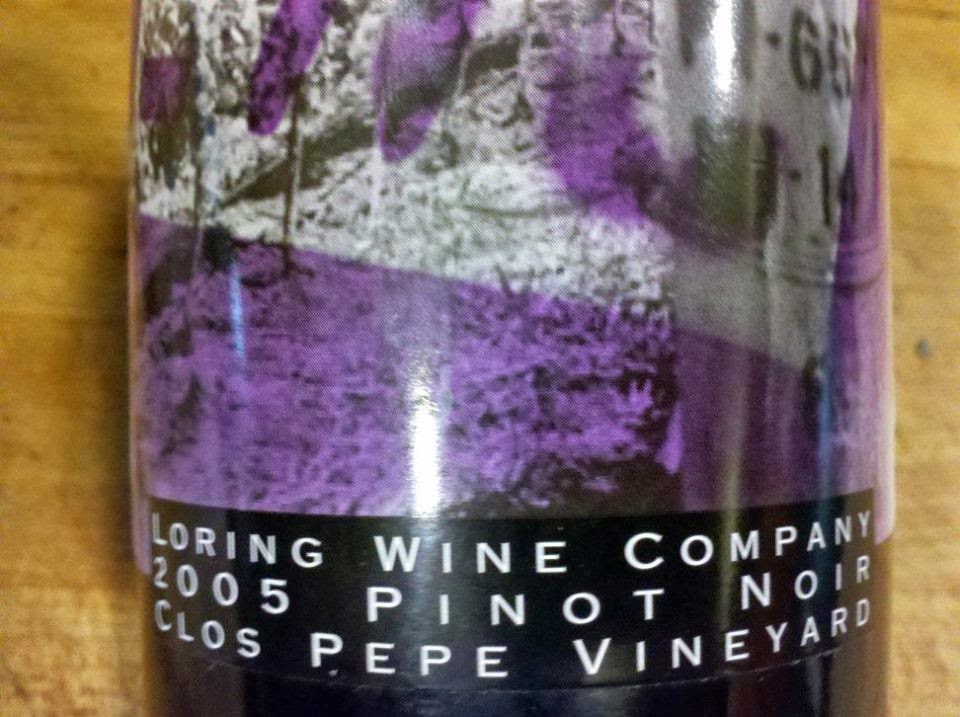 LORING WINE COMPANY
2005 PINOT NOIR
CLOS PEPE VINEYARD